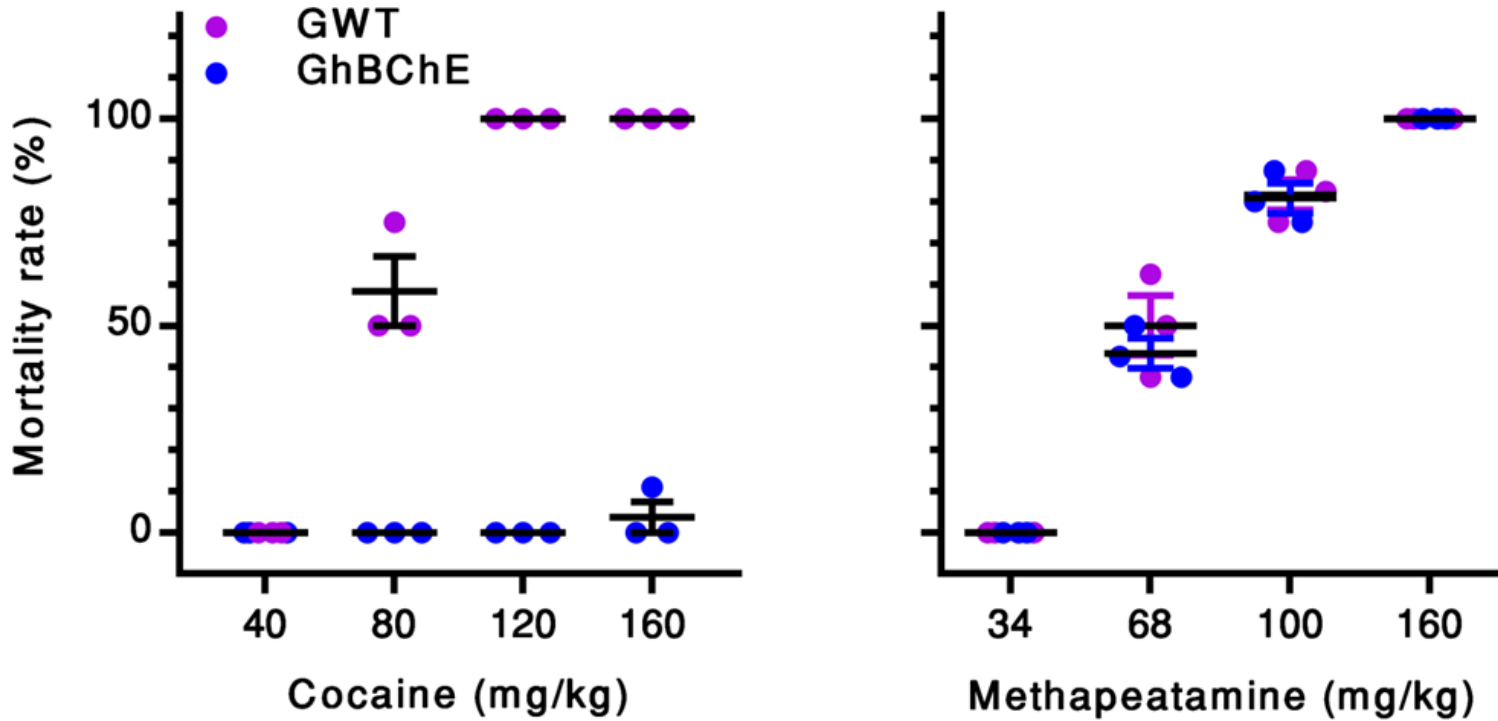 GWT
GhBChE
Mortality rate (%)
100
50
0
40 80 120 160
Cocaine (mg/kg)
34 68 100 160
Methapeatamine (mg/kg)